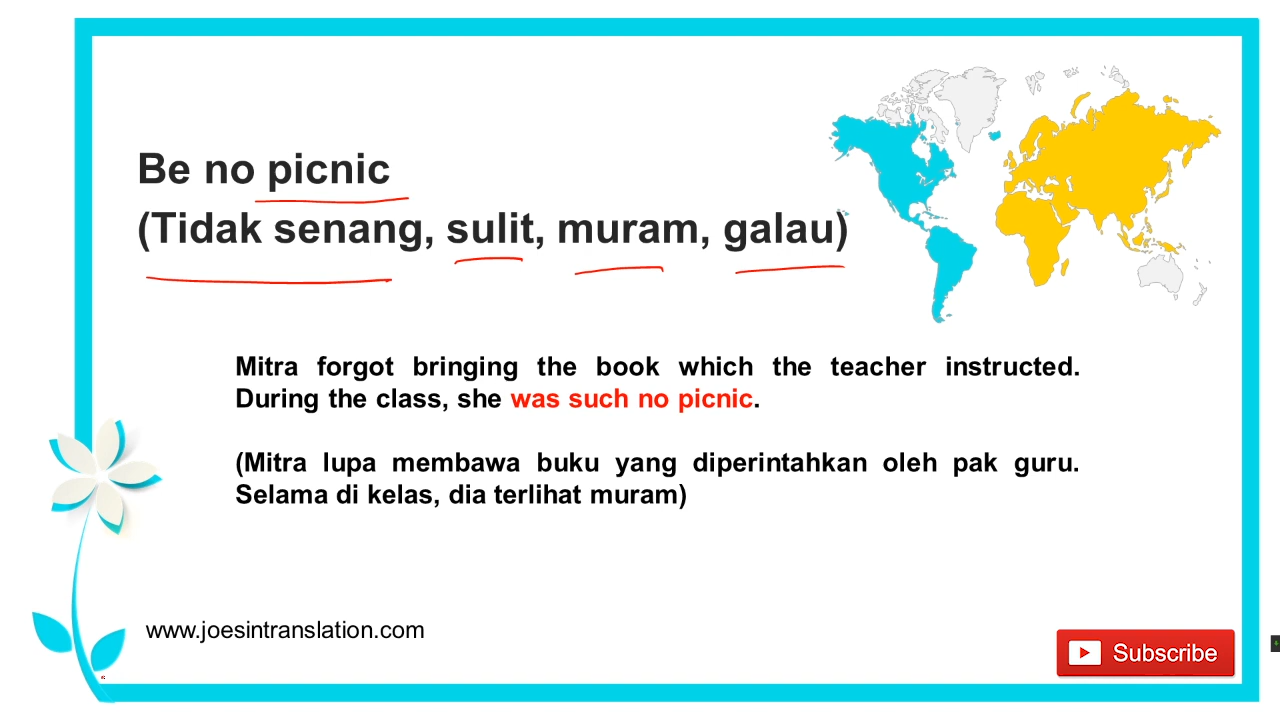 Be no picnic
(Tidak senang, sulit, muram, galau)
Mitra forgot bringing the book which the teacher instructed.
During the class, she was such no picnic.
(Mitra lupa membawa buku yang diperintahkan oleh pak guru.
Selama di kelas, dia terlihat muram)
www.joesintranslation.com
Subscribe